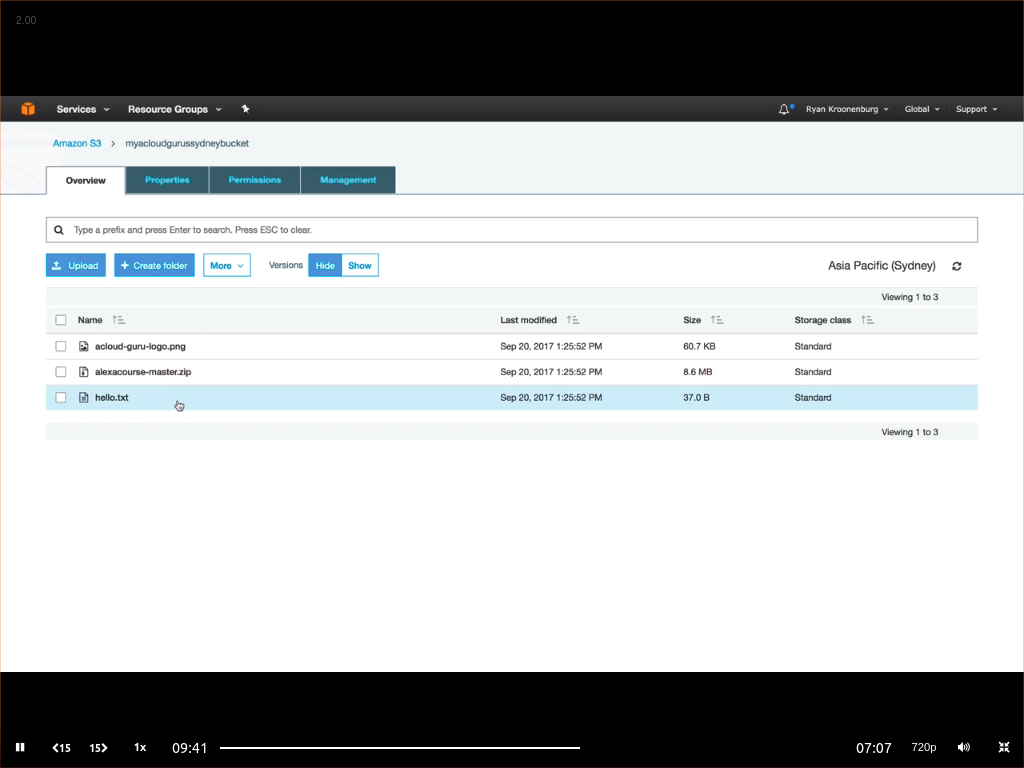 2.00
Services Resource Groups Ryan Kroonenburg Global Support
Amazon S3 > myacloudgurussydneybucket
Overview Properties Permissions Management
Type a prefix and press Enter to search. Press ESC to clear.
Upload + Create folder More Versions Hide Show Asia Pacific (Sydney)
Viewing 1 to 3
Name Last modified Size Storage class
acloud-guru-logo.png Sep 20, 2017 1:25:52 PM 60.7 KB Standard
alexacourse-master.zip Sep 20, 2017 1:25:52 PM 8.6 MB Standard
hello.txt Sep 20, 2017 1:25:52 PM 37.0 B Standard
Viewing 1 to 3
15 15 1x 09:41 07:07 720p